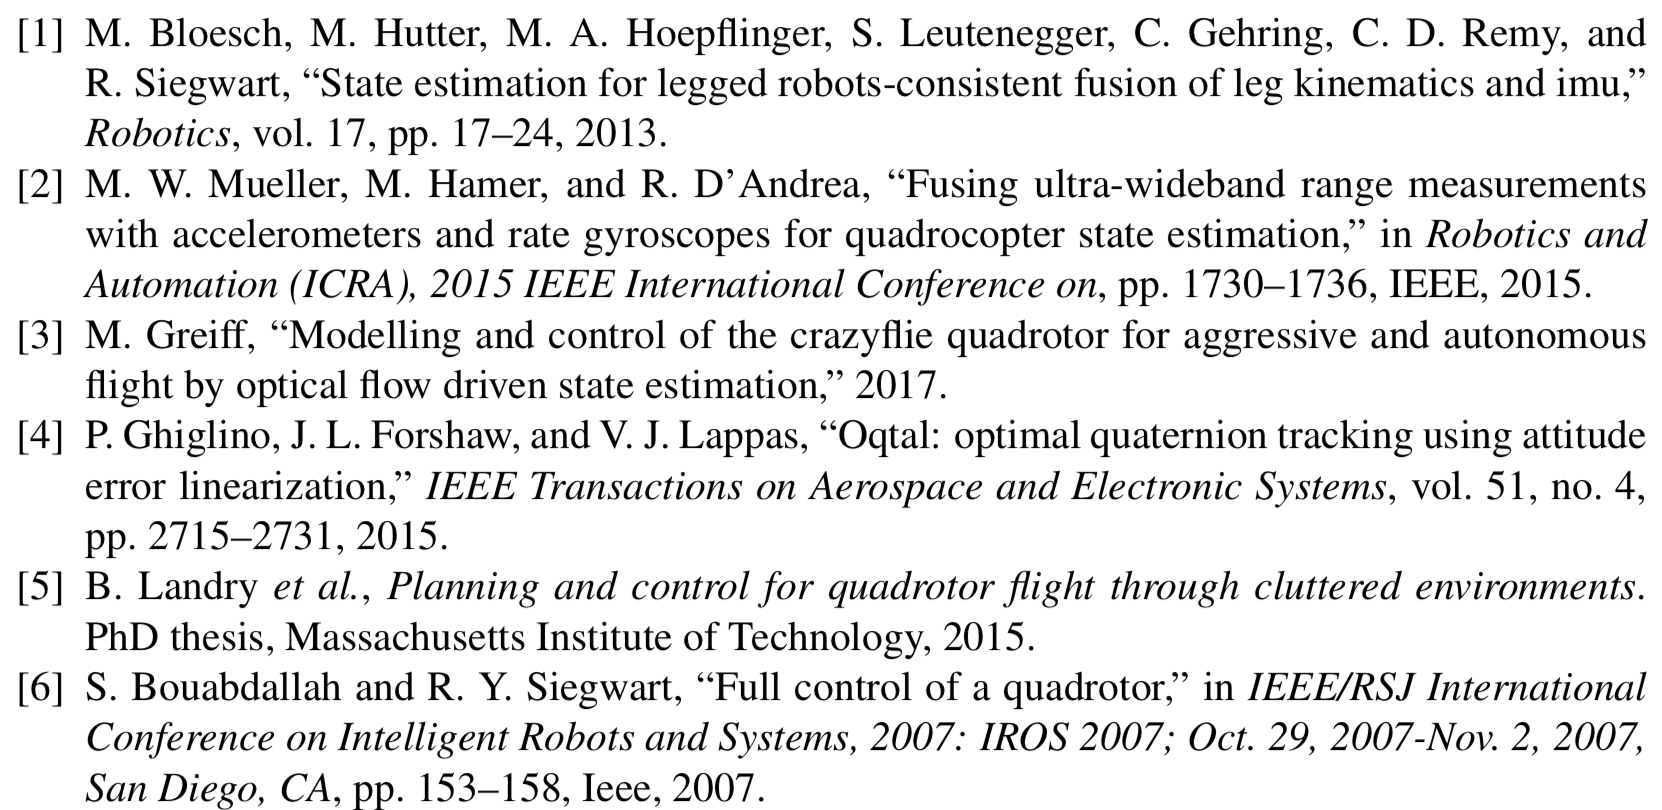 [1] M. Bloesch, M. Hutter, M. A. Hoepflinger, S. Leutenegger, C. Gehring, C. D. Remy, and
R. Siegwart, “State estimation for legged robots-consistent fusion of leg kinematics and imu,”
Robotics, vol. 17, pp. 17–24, 2013.
[2] M. W. Mueller, M. Hamer, and R. D’Andrea, “Fusing ultra-wideband range measurements
with accelerometers and rate gyroscopes for quadrocopter state estimation,” in Robotics and
Automation (ICRA), 2015 IEEE International Conference on, pp. 1730–1736, IEEE, 2015.
[3] M. Greiff, “Modelling and control of the crazyflie quadrotor for aggressive and autonomous
flight by optical flow driven state estimation,” 2017.
[4] P. Ghiglino, J. L. Forshaw, and V. J. Lappas, “Oqtal: optimal quaternion tracking using attitude
error linearization,” IEEE Transactions on Aerospace and Electronic Systems, vol. 51, no. 4,
pp. 2715–2731, 2015.
[5] B. Landry et al., Planning and control for quadrotor flight through cluttered environments.
PhD thesis, Massachusetts Institute of Technology, 2015.
[6] S. Bouabdallah and R. Y. Siegwart, “Full control of a quadrotor,” in IEEE/RSJ International
Conference on Intelligent Robots and Systems, 2007: IROS 2007; Oct. 29, 2007-Nov. 2, 2007,
San Diego, CA, pp. 153–158, Ieee, 2007.